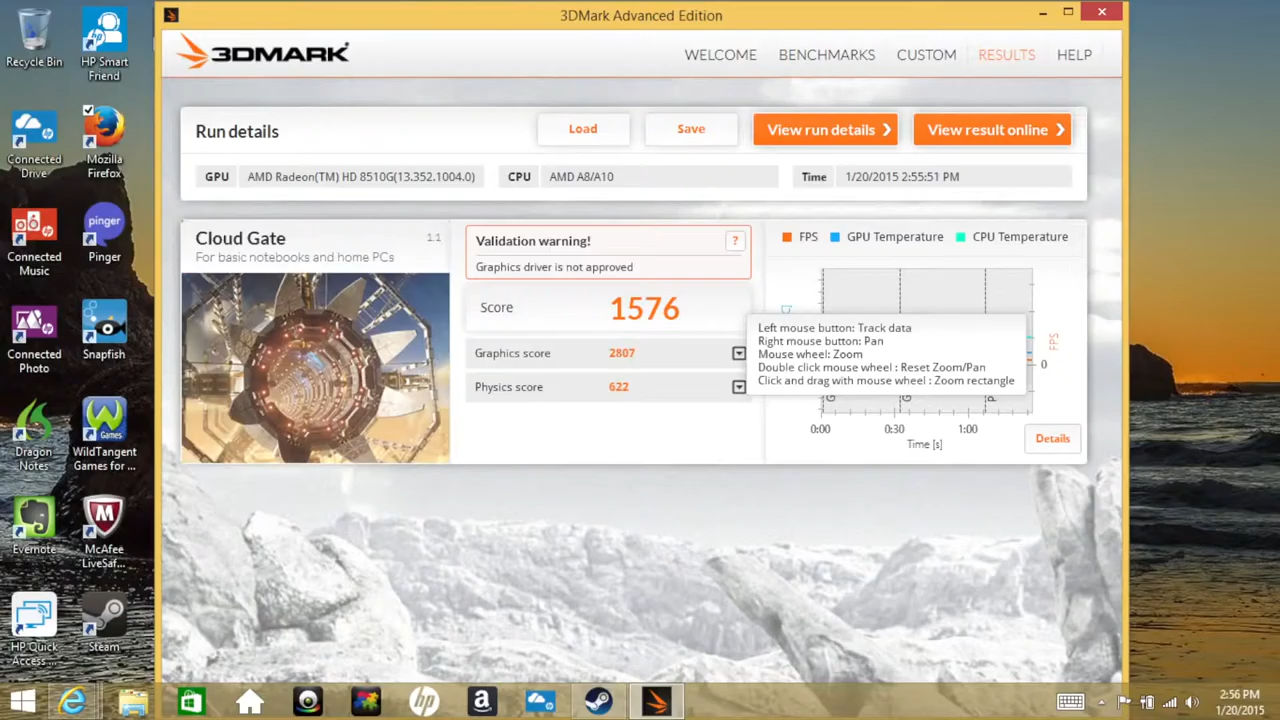 3DMark Advanced Edition
3DMARK
WELCOME BENCHMARKS CUSTOM RESULTS HELP
Run details
Load
Save
View run details
View result online
GPU AMD Radeon(TM) HD 8510G(13.352.1004.0)
CPU AMD A8/A10
Time 1/20/2015 2:55:51 PM
Cloud Gate 1.1
For basic notebooks and home PCs
Validation warning! ?
Graphics driver is not approved
Score 1576
Graphics score 2807
Physics score 622
FPS GPU Temperature CPU Temperature
Left mouse button: Track data
Right mouse button: Pan
Mouse wheel: Zoom
Double click mouse wheel : Reset Zoom/Pan
Click and drag with mouse wheel : Zoom rectangle
FPS
0
0:00 0:30 1:00
Time [s]
Details
Recycle Bin
HP Smart
Friend
Connected
Drive
Mozilla
Firefox
Connected
Music
pinger
Pinger
Connected
Photo
Snapfish
Dragon
Notes
Games
WildTangent
Games for ...
Evernote
McAfee
LiveSaf...
HP Quick
Access ...
Steam
hp
a
2:56 PM
1/20/2015